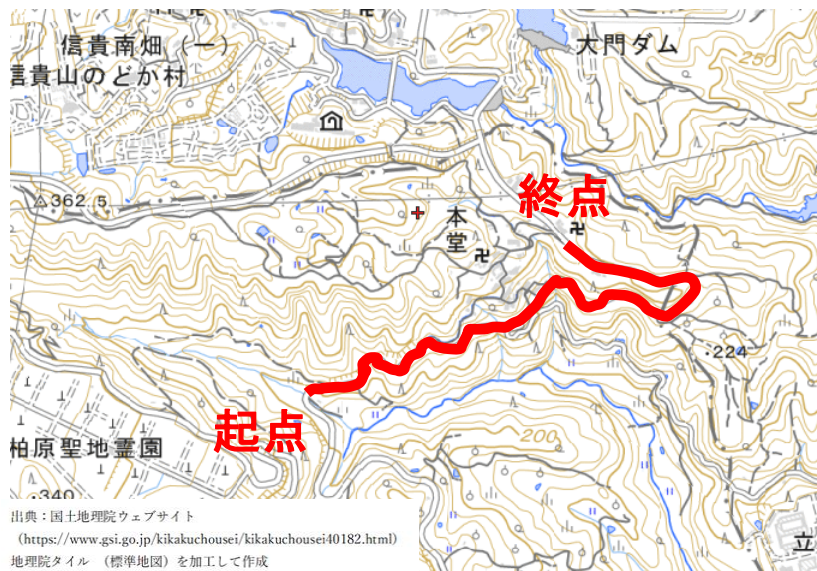 信貴南畑（一）
大門ダム
信貴山のどか村
250
362.5
終点
本
堂
224
起点
200
柏原聖地霊園
340
立
出典：国土地理院ウェブサイト
（https://www.gsi.go.jp/kikakuchousei/kikakuchousei40182.html)
地理院タイル　（標準地図）を加工して作成